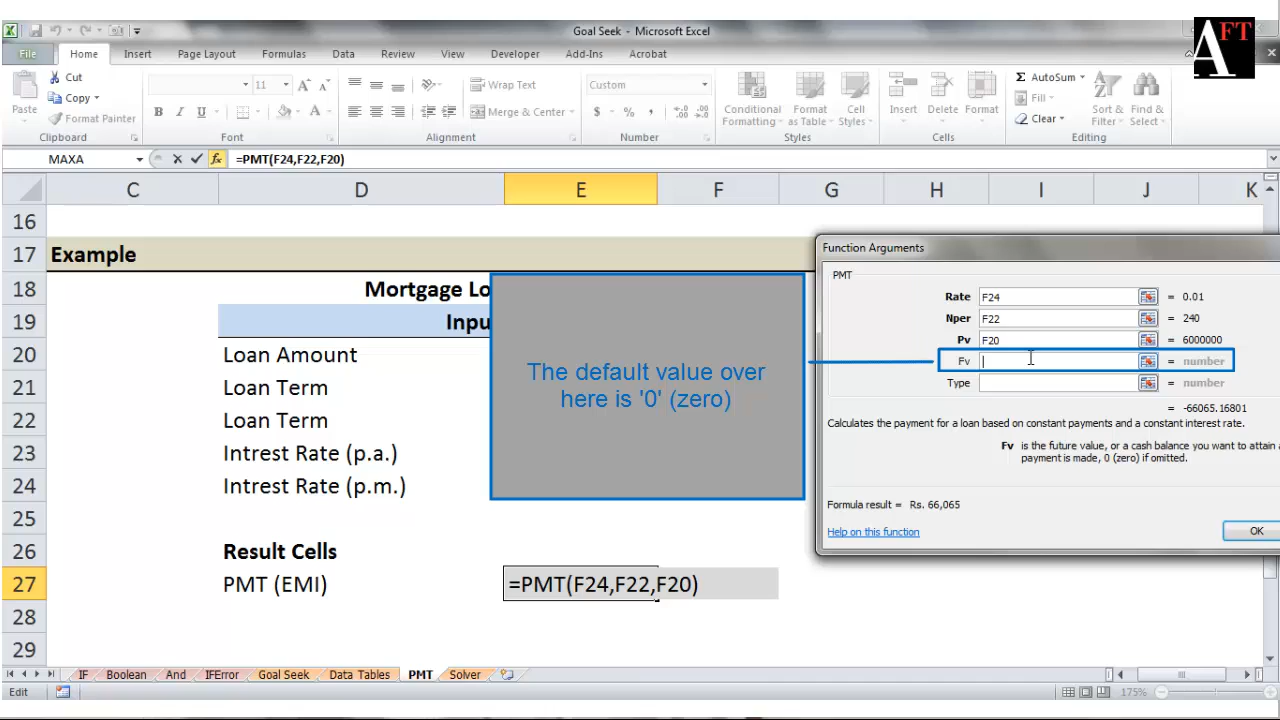 Goal Seek - Microsoft Excel
AFT
File Home Insert Page Layout Formulas Data Review View Developer Add-Ins Acrobat
Paste
Cut
Copy
Format Painter
Clipboard
11
A A
B I U A
Font
Wrap Text
Merge & Center
Alignment
Custom
$ % ,
Number
Conditional Formatting
Format as Table
Cell Styles
Styles
Insert Delete Format
Cells
Σ AutoSum
Fill
Clear
Sort & Filter
Find & Select
Editing
MAXA fx =PMT(F24,F22,F20)
C D E F G H I J K
16
17 Example
18 Mortgage Lo
19 Inpu
20 Loan Amount
21 Loan Term
22 Loan Term
23 Intrest Rate (p.a.)
24 Intrest Rate (p.m.)
25
26 Result Cells
27 PMT (EMI) =PMT(F24,F22,F20)
28
29
The default value over
here is '0' (zero)
Function Arguments
PMT
Rate F24 = 0.01
Nper F22 = 240
Pv F20 = 6000000
Fv = number
Type = number
= -66065.16801
Calculates the payment for a loan based on constant payments and a constant interest rate.
Fv is the future value, or a cash balance you want to attain a
payment is made, 0 (zero) if omitted.
Formula result = Rs. 66,065
Help on this function
OK
IF Boolean And IFError Goal Seek Data Tables PMT Solver
Edit
175%